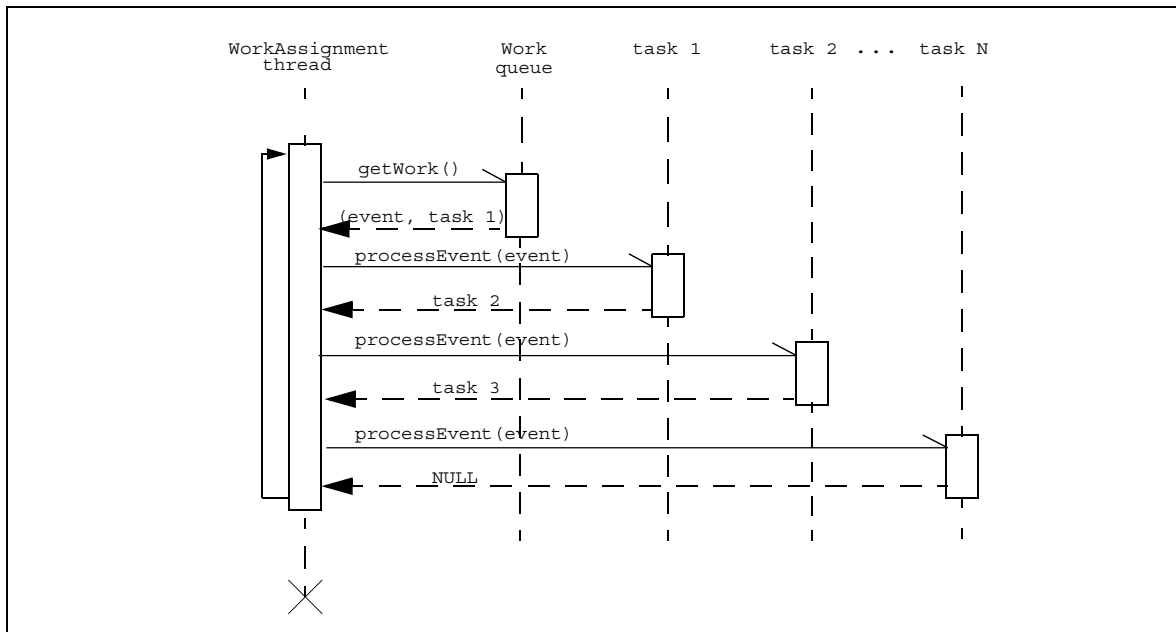 WorkAssignment thread
Work queue
task 1
task 2
...
task N
getWork()
(event, task 1)
processEvent(event)
task 2
processEvent(event)
task 3
processEvent(event)
NULL